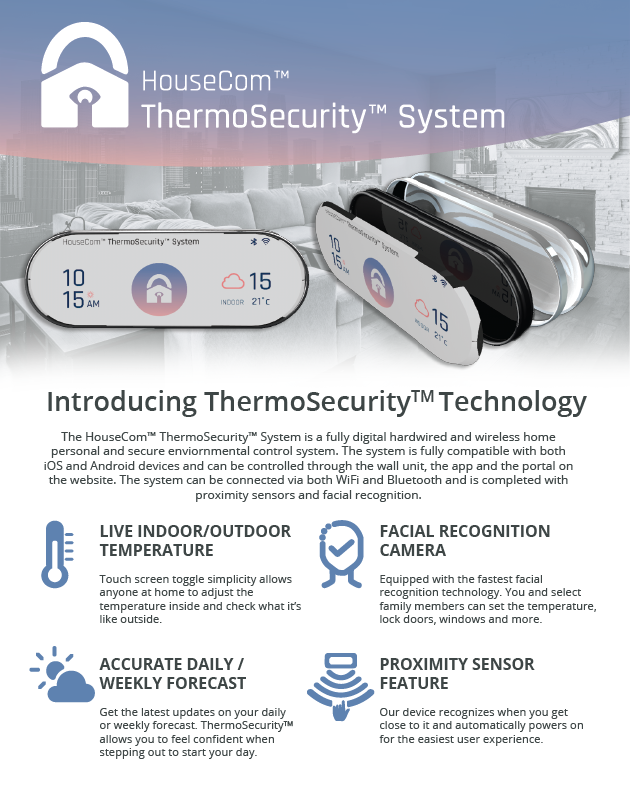 HouseCom™
ThermoSecurity™ System
HouseCom™ ThermoSecurity™ System
10
15 AM
15
INDOOR 21°C
HouseCom™ ThermoSecurity™ System
10
15 AM
15
INDOOR 21°C
Introducing ThermoSecurity™ Technology
The HouseCom™ ThermoSecurity™ System is a fully digital hardwired and wireless home
personal and secure enviornmental control system. The system is fully compatible with both
iOS and Android devices and can be controlled through the wall unit, the app and the portal on
the website. The system can be connected via both WiFi and Bluetooth and is completed with
proximity sensors and facial recognition.
LIVE INDOOR/OUTDOOR
TEMPERATURE
Touch screen toggle simplicity allows
anyone at home to adjust the
temperature inside and check what it's
like outside.
FACIAL RECOGNITION
CAMERA
Equipped with the fastest facial
recognition technology. You and select
family members can set the temperature,
lock doors, windows and more.
ACCURATE DAILY /
WEEKLY FORECAST
Get the latest updates on your daily
or weekly forecast. ThermoSecurity™
allows you to feel confident when
stepping out to start your day.
PROXIMITY SENSOR
FEATURE
Our device recognizes when you get
close to it and automatically powers on
for the easiest user experience.